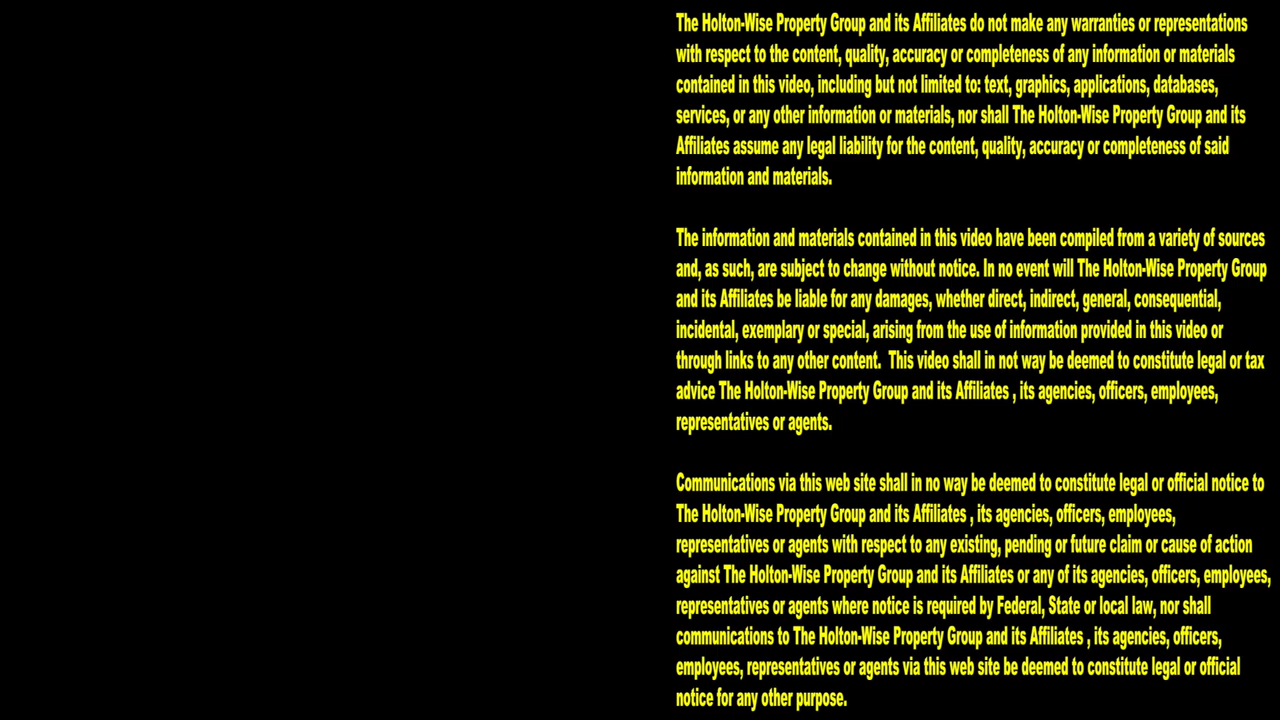 The Holton-Wise Property Group and its Affiliates do not make any warranties or representations
with respect to the content, quality, accuracy or completeness of any information or materials
contained in this video, including but not limited to: text, graphics, applications, databases,
services, or any other information or materials, nor shall The Holton-Wise Property Group and its
Affiliates assume any legal liability for the content, quality, accuracy or completeness of said
information and materials.
The information and materials contained in this video have been compiled from a variety of sources
and, as such, are subject to change without notice. In no event will The Holton-Wise Property Group
and its Affiliates be liable for any damages, whether direct, indirect, general, consequential,
incidental, exemplary or special, arising from the use of information provided in this video or
through links to any other content.  This video shall in not way be deemed to constitute legal or tax
advice The Holton-Wise Property Group and its Affiliates , its agencies, officers, employees,
representatives or agents.
Communications via this web site shall in no way be deemed to constitute legal or official notice to
The Holton-Wise Property Group and its Affiliates , its agencies, officers, employees,
representatives or agents with respect to any existing, pending or future claim or cause of action
against The Holton-Wise Property Group and its Affiliates or any of its agencies, officers, employees,
representatives or agents where notice is required by Federal, State or local law, nor shall
communications to The Holton-Wise Property Group and its Affiliates , its agencies, officers,
employees, representatives or agents via this web site be deemed to constitute legal or official
notice for any other purpose.